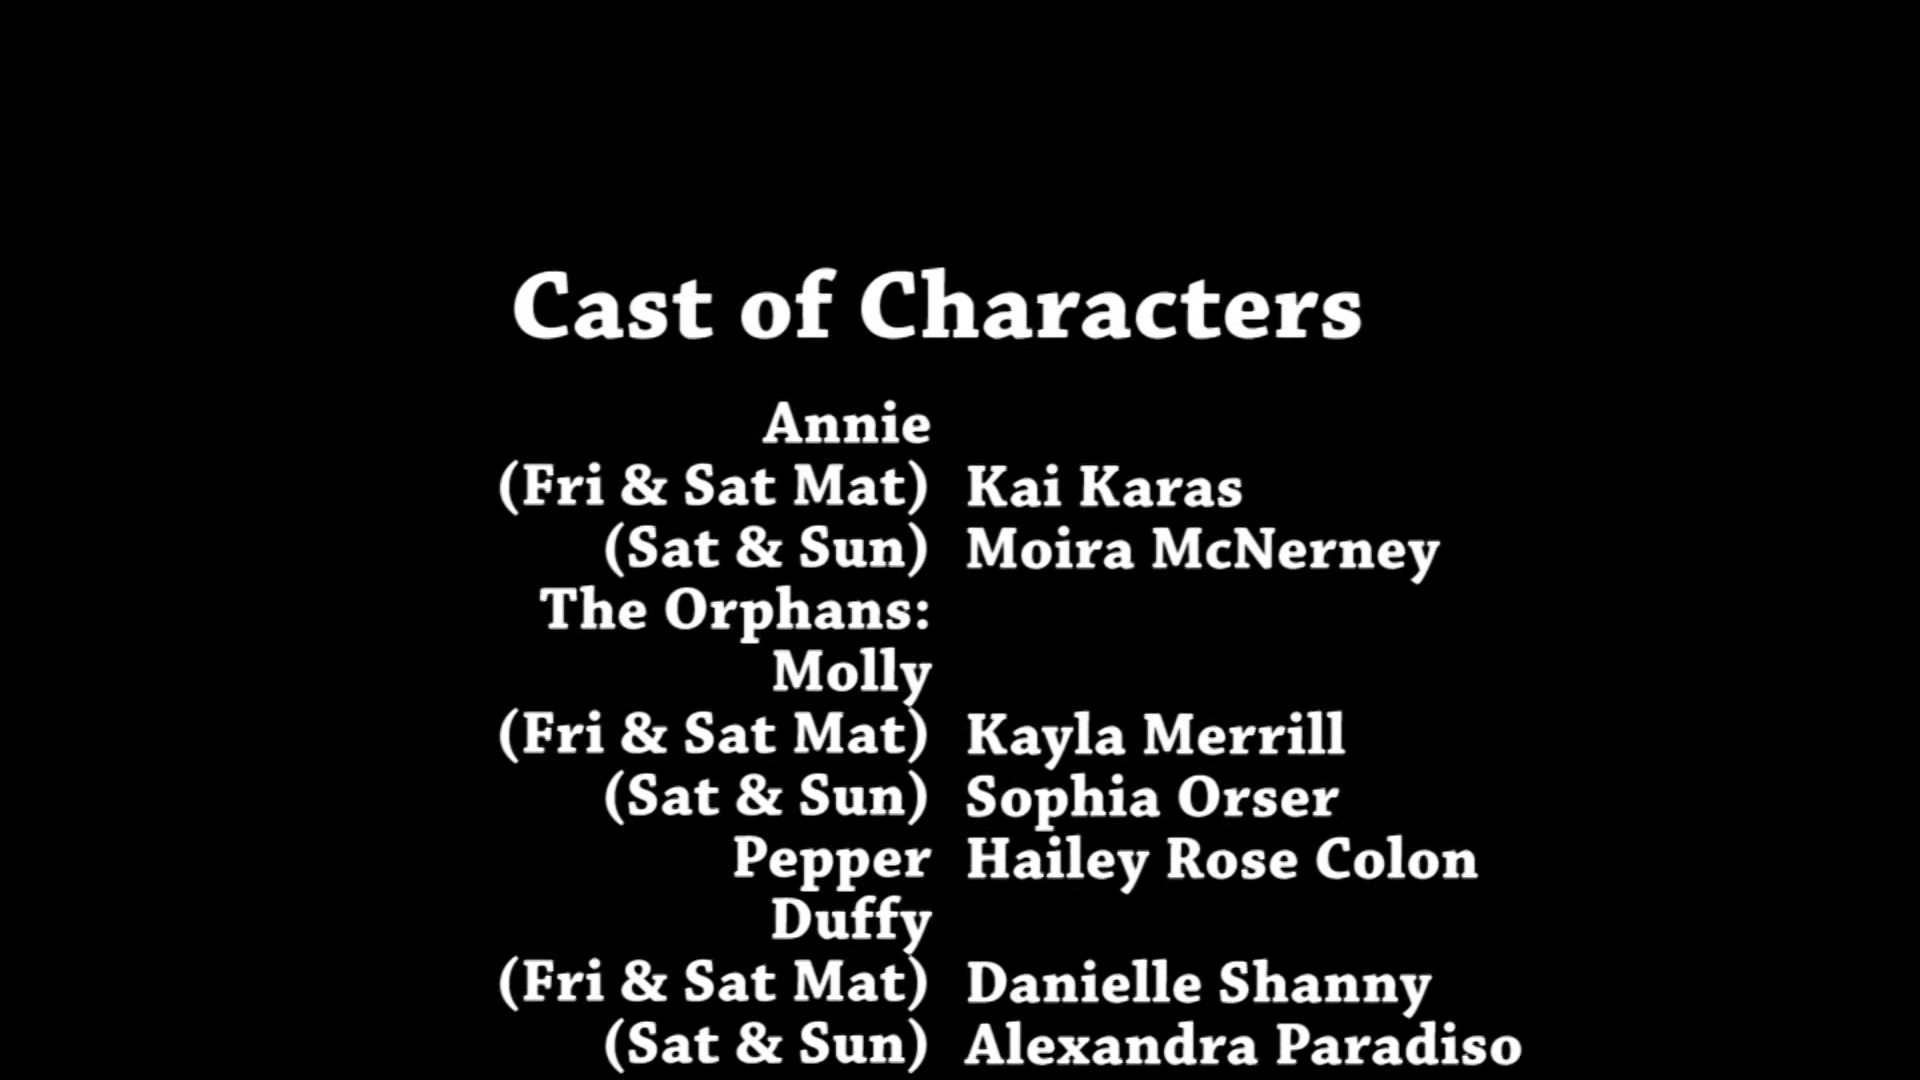 Cast of Characters
Annie
(Fri & Sat Mat) Kai Karas
(Sat & Sun) Moira McNerney
The Orphans:
Molly
(Fri & Sat Mat) Kayla Merrill
(Sat & Sun) Sophia Orser
Pepper Hailey Rose Colon
Duffy
(Fri & Sat Mat) Danielle Shanny
(Sat & Sun) Alexandra Paradiso